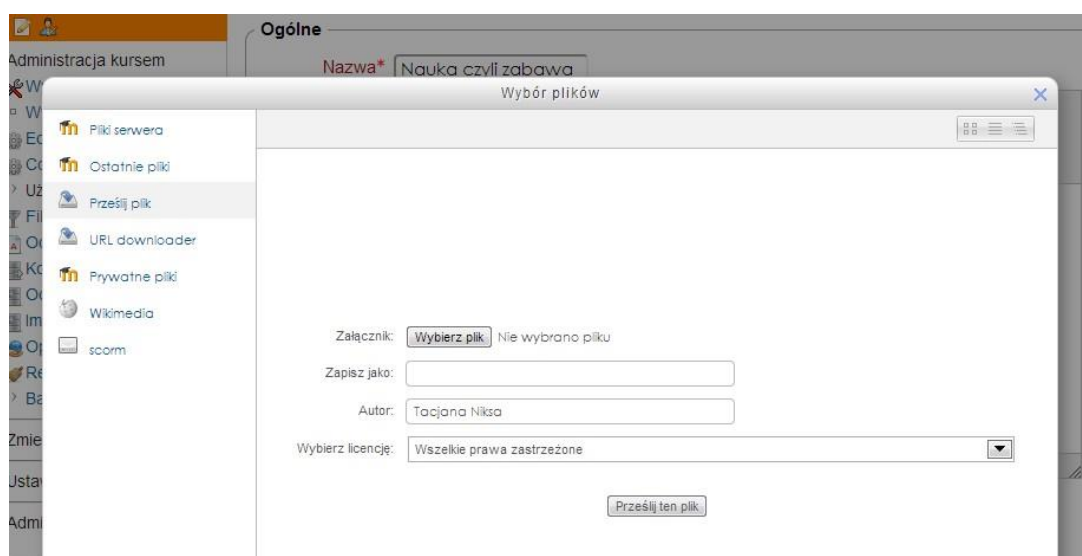 Ogólne
Administracja kursem
Nazwa*
Nauka czyli zabawa
Wybór plików
Pliki serwera
Ostatnie pliki
Prześlij plik
URL downloader
Prywatne pliki
Wikimedia
scorm
Załącznik: Wybierz plik Nie wybrano pliku
Zapisz jako:
Autor: Tacjana Niksa
Wybierz licencję: Wszelkie prawa zastrzeżone
Prześlij ten plik